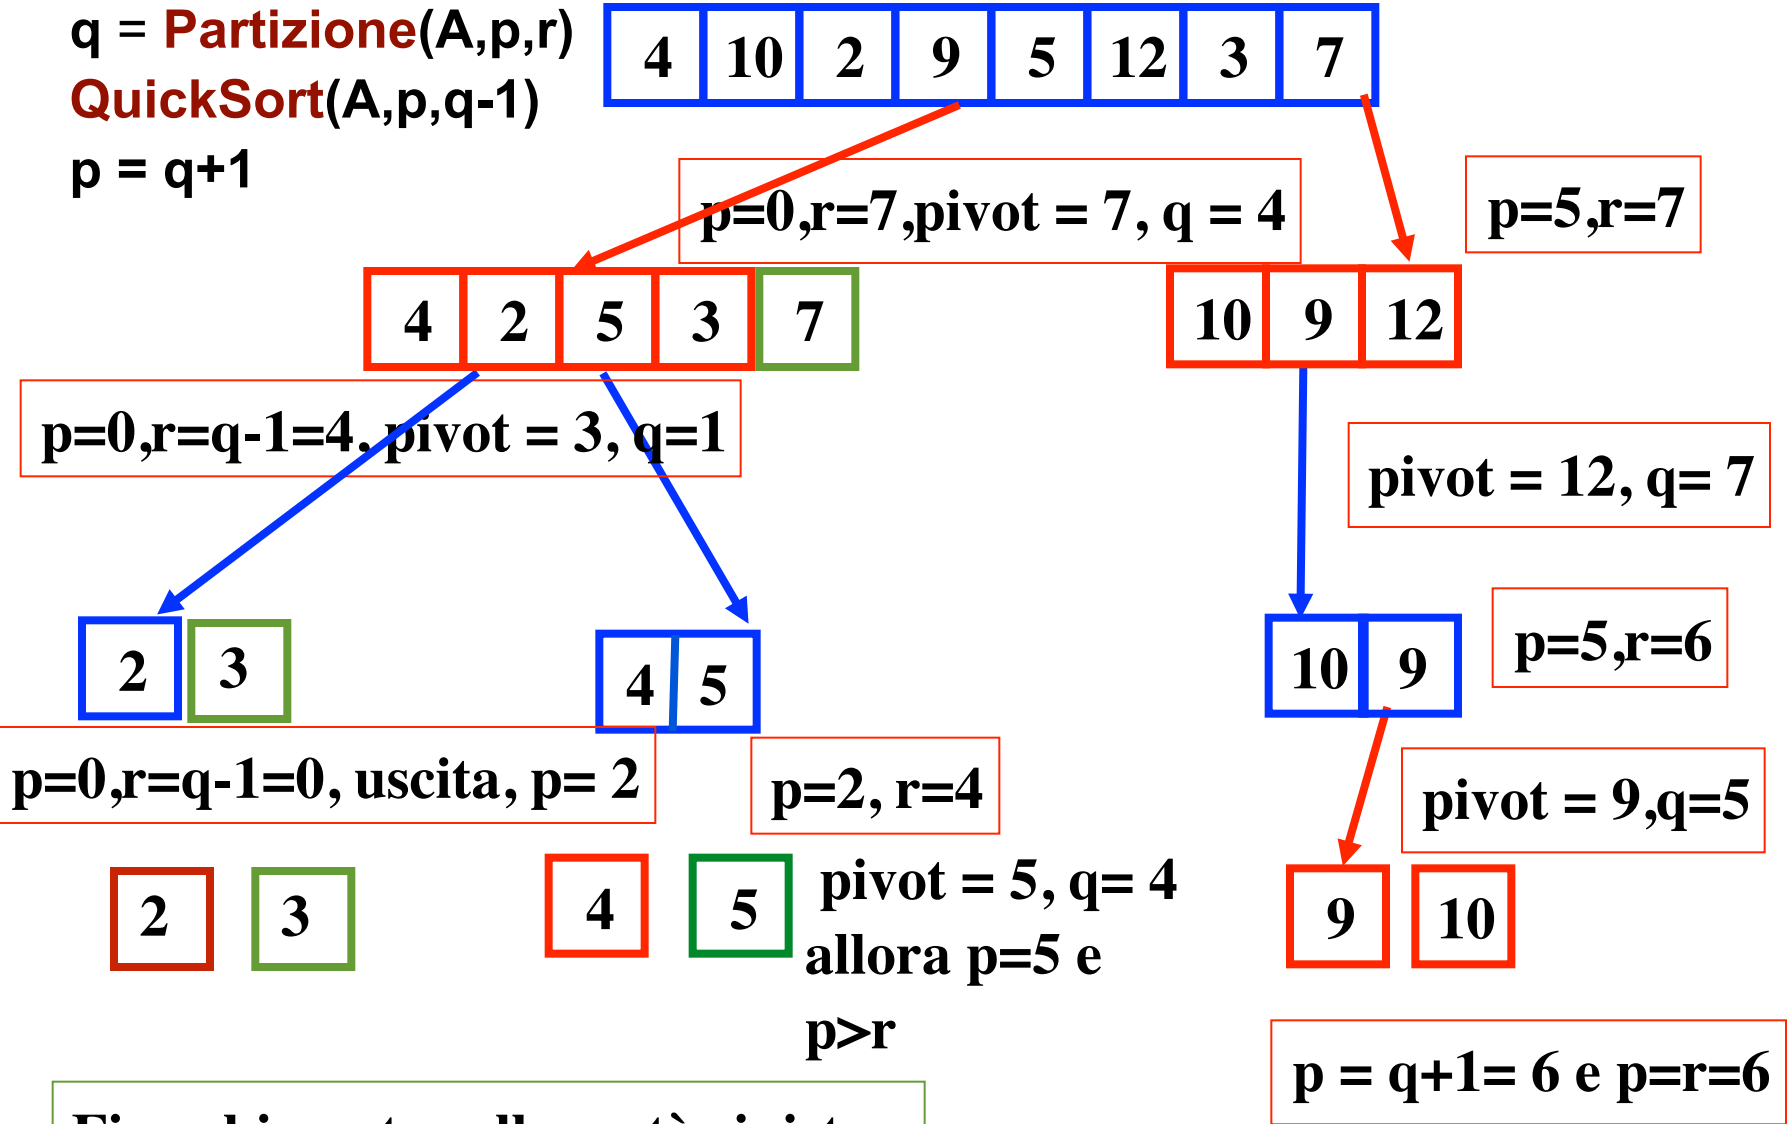 q = Partizione(A,p,r)
QuickSort(A,p,q-1)
p = q+1
4 10 2 9 5 12 3 7
p=0,r=7,pivot = 7, q = 4
p=5,r=7
4 2 5 3 7
10 9 12
p=0,r=q-1=4, pivot = 3, q=1
pivot = 12, q= 7
2 3
4 5
10 9
p=5,r=6
p=0,r=q-1=0, uscita, p= 2
p=2, r=4
pivot = 9,q=5
2 3
4 5
pivot = 5, q= 4
allora p=5 e
p>r
9 10
p = q+1= 6 e p=r=6